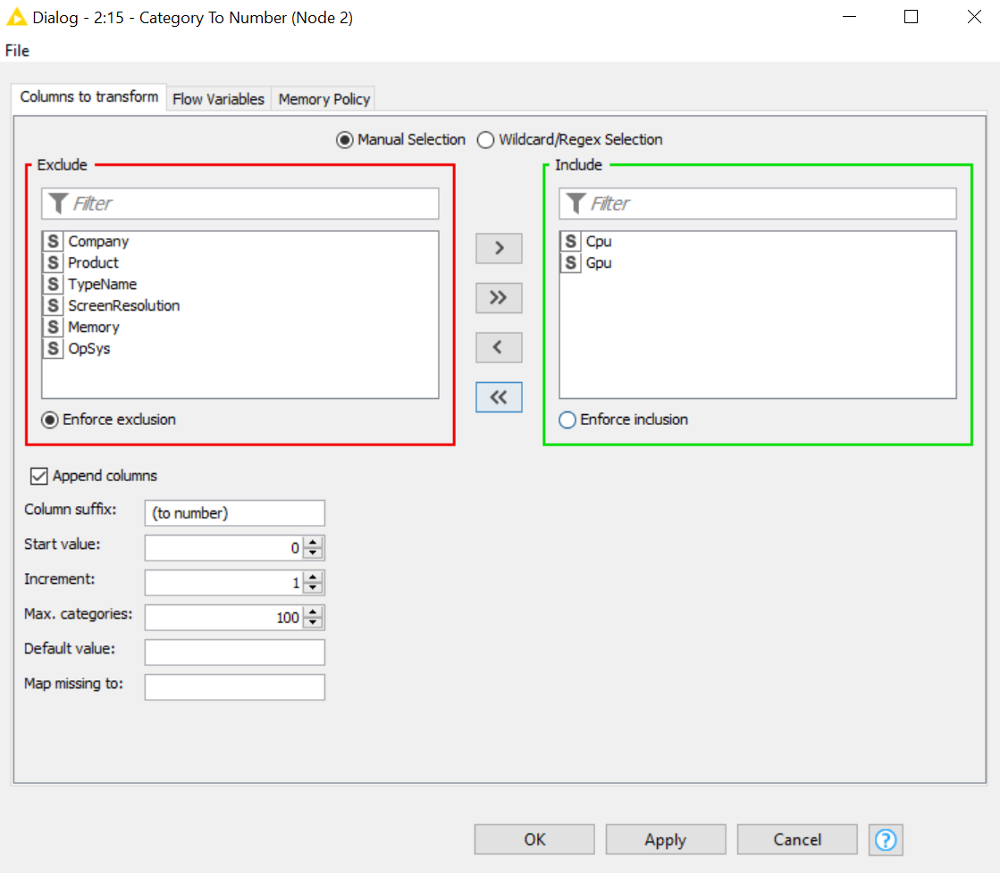 Dialog - 2:15 - Category To Number (Node 2)
File
Columns to transform Flow Variables Memory Policy
Manual Selection Wildcard/Regex Selection
Exclude
Filter
S Company
S Product
S TypeName
S ScreenResolution
S Memory
S OpSys
Enforce exclusion
>
>>
<
<<
Include
Filter
S Cpu
S Gpu
Enforce inclusion
Append columns
Column suffix: (to number)
Start value: 0
Increment: 1
Max. categories: 100
Default value:
Map missing to:
OK Apply Cancel ?